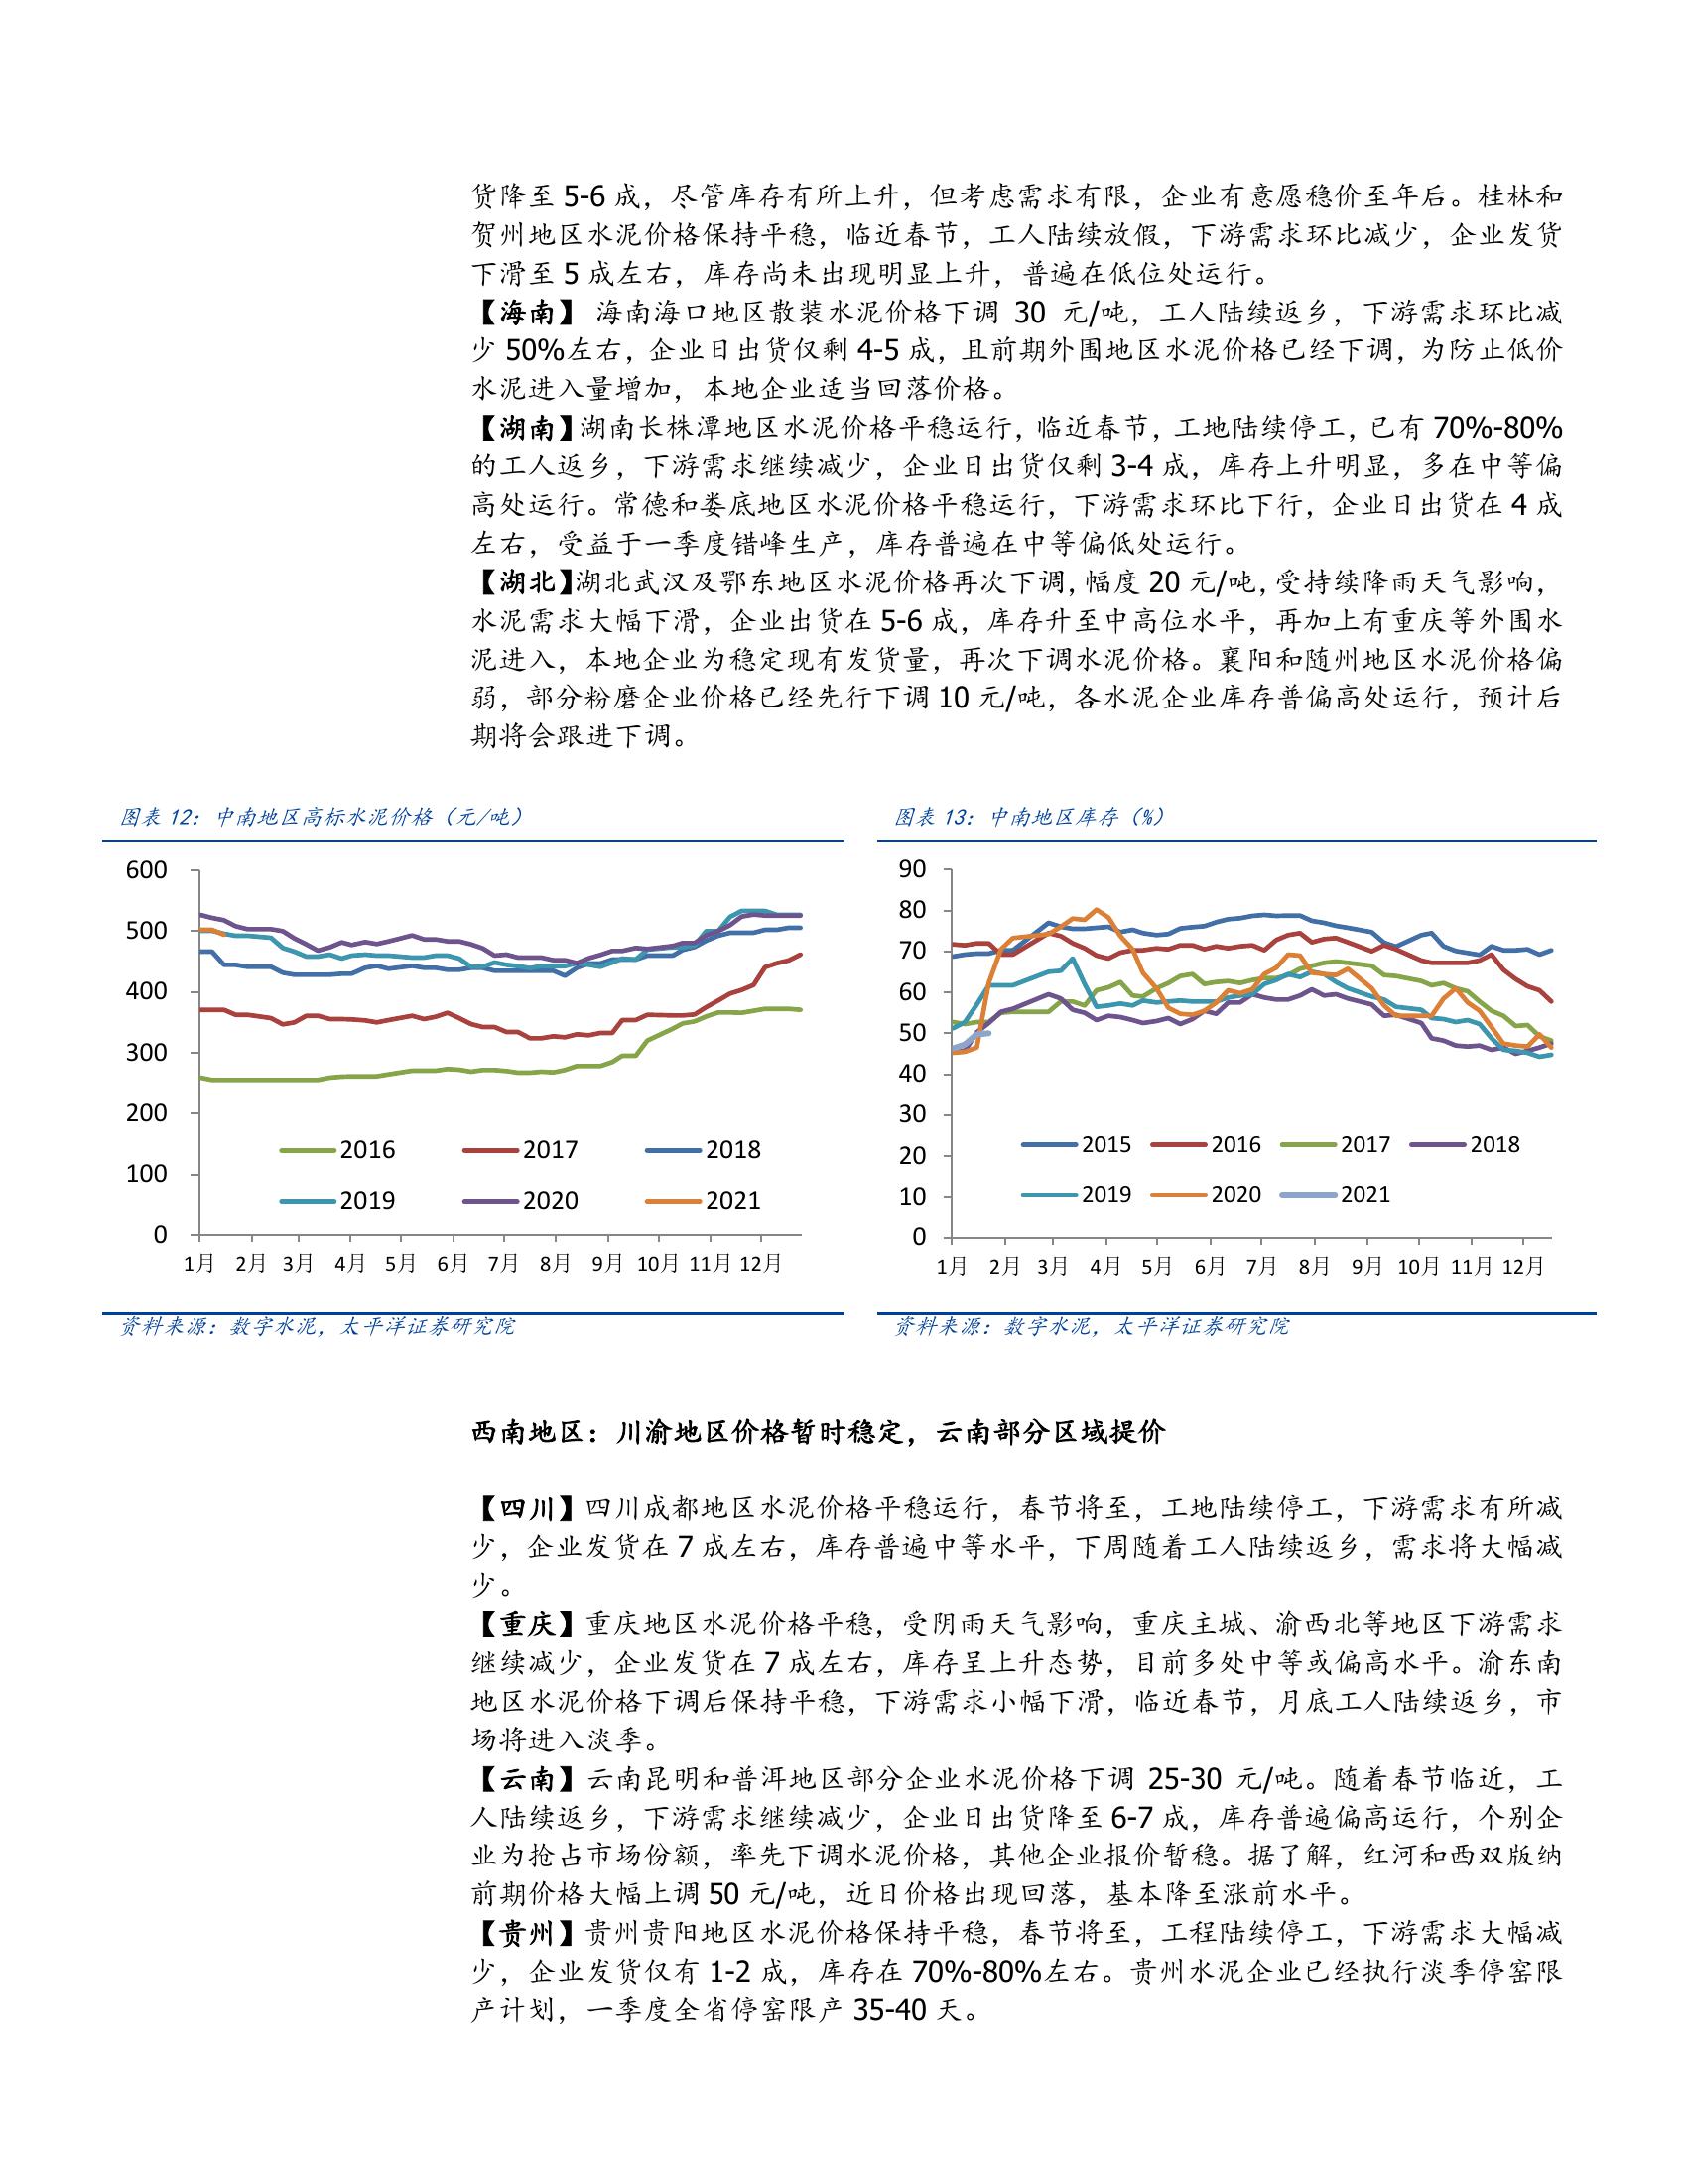 货降至 5-6 成，尽管库存有所上升，但考虑需求有限，企业有意愿稳价至年后。桂林和
贺州地区水泥价格保持平稳，临近春节，工人陆续放假，下游需求环比减少，企业发货
下滑至 5 成左右，库存尚未出现明显上升，普遍在低位处运行。
【海南】 海南海口地区散装水泥价格下调 30 元/吨，工人陆续返乡，下游需求环比减
少 50%左右，企业日出货仅剩 4-5 成，且前期外围地区水泥价格已经下调，为防止低价
水泥进入量增加，本地企业适当回落价格。
【湖南】湖南长株潭地区水泥价格平稳运行，临近春节，工地陆续停工，已有 70%-80%
的工人返乡，下游需求继续减少，企业日出货仅剩 3-4 成，库存上升明显，多在中等偏
高处运行。常德和娄底地区水泥价格平稳运行，下游需求环比下行，企业日出货在 4 成
左右，受益于一季度错峰生产，库存普遍在中等偏低处运行。
【湖北】湖北武汉及鄂东地区水泥价格再次下调，幅度 20 元/吨，受持续降雨天气影响，
水泥需求大幅下滑，企业出货在 5-6 成，库存升至中高位水平，再加上有重庆等外围水
泥进入，本地企业为稳定现有发货量，再次下调水泥价格。襄阳和随州地区水泥价格偏
弱，部分粉磨企业价格已经先行下调 10 元/吨，各水泥企业库存普偏高处运行，预计后
期将会跟进下调。
图表 12：中南地区高标水泥价格（元/吨）
600
500
400
300
200
100
0
1月 2月 3月 4月 5月 6月 7月 8月 9月 10月 11月 12月
2016 2017 2018
2019 2020 2021
资料来源：数字水泥，太平洋证券研究院
图表 13：中南地区库存（%）
90
80
70
60
50
40
30
20
10
0
1月 2月 3月 4月 5月 6月 7月 8月 9月 10月 11月 12月
2015 2016 2017 2018
2019 2020 2021
资料来源：数字水泥，太平洋证券研究院
西南地区：川渝地区价格暂时稳定，云南部分区域提价
【四川】四川成都地区水泥价格平稳运行，春节将至，工地陆续停工，下游需求有所减
少，企业发货在 7 成左右，库存普遍中等水平，下周随着工人陆续返乡，需求将大幅减
少。
【重庆】重庆地区水泥价格平稳，受阴雨天气影响，重庆主城、渝西北等地区下游需求
继续减少，企业发货在 7 成左右，库存呈上升态势，目前多处中等或偏高水平。渝东南
地区水泥价格下调后保持平稳，下游需求小幅下滑，临近春节，月底工人陆续返乡，市
场将进入淡季。
【云南】云南昆明和普洱地区部分企业水泥价格下调 25-30 元/吨。随着春节临近，工
人陆续返乡，下游需求继续减少，企业日出货降至 6-7 成，库存普遍偏高运行，个别企
业为抢占市场份额，率先下调水泥价格，其他企业报价暂稳。据了解，红河和西双版纳
前期价格大幅上调 50 元/吨，近日价格出现回落，基本降至涨前水平。
【贵州】贵州贵阳地区水泥价格保持平稳，春节将至，工程陆续停工，下游需求大幅减
少，企业发货仅有 1-2 成，库存在 70%-80%左右。贵州水泥企业已经执行淡季停窑限
产计划，一季度全省停窑限产 35-40 天。